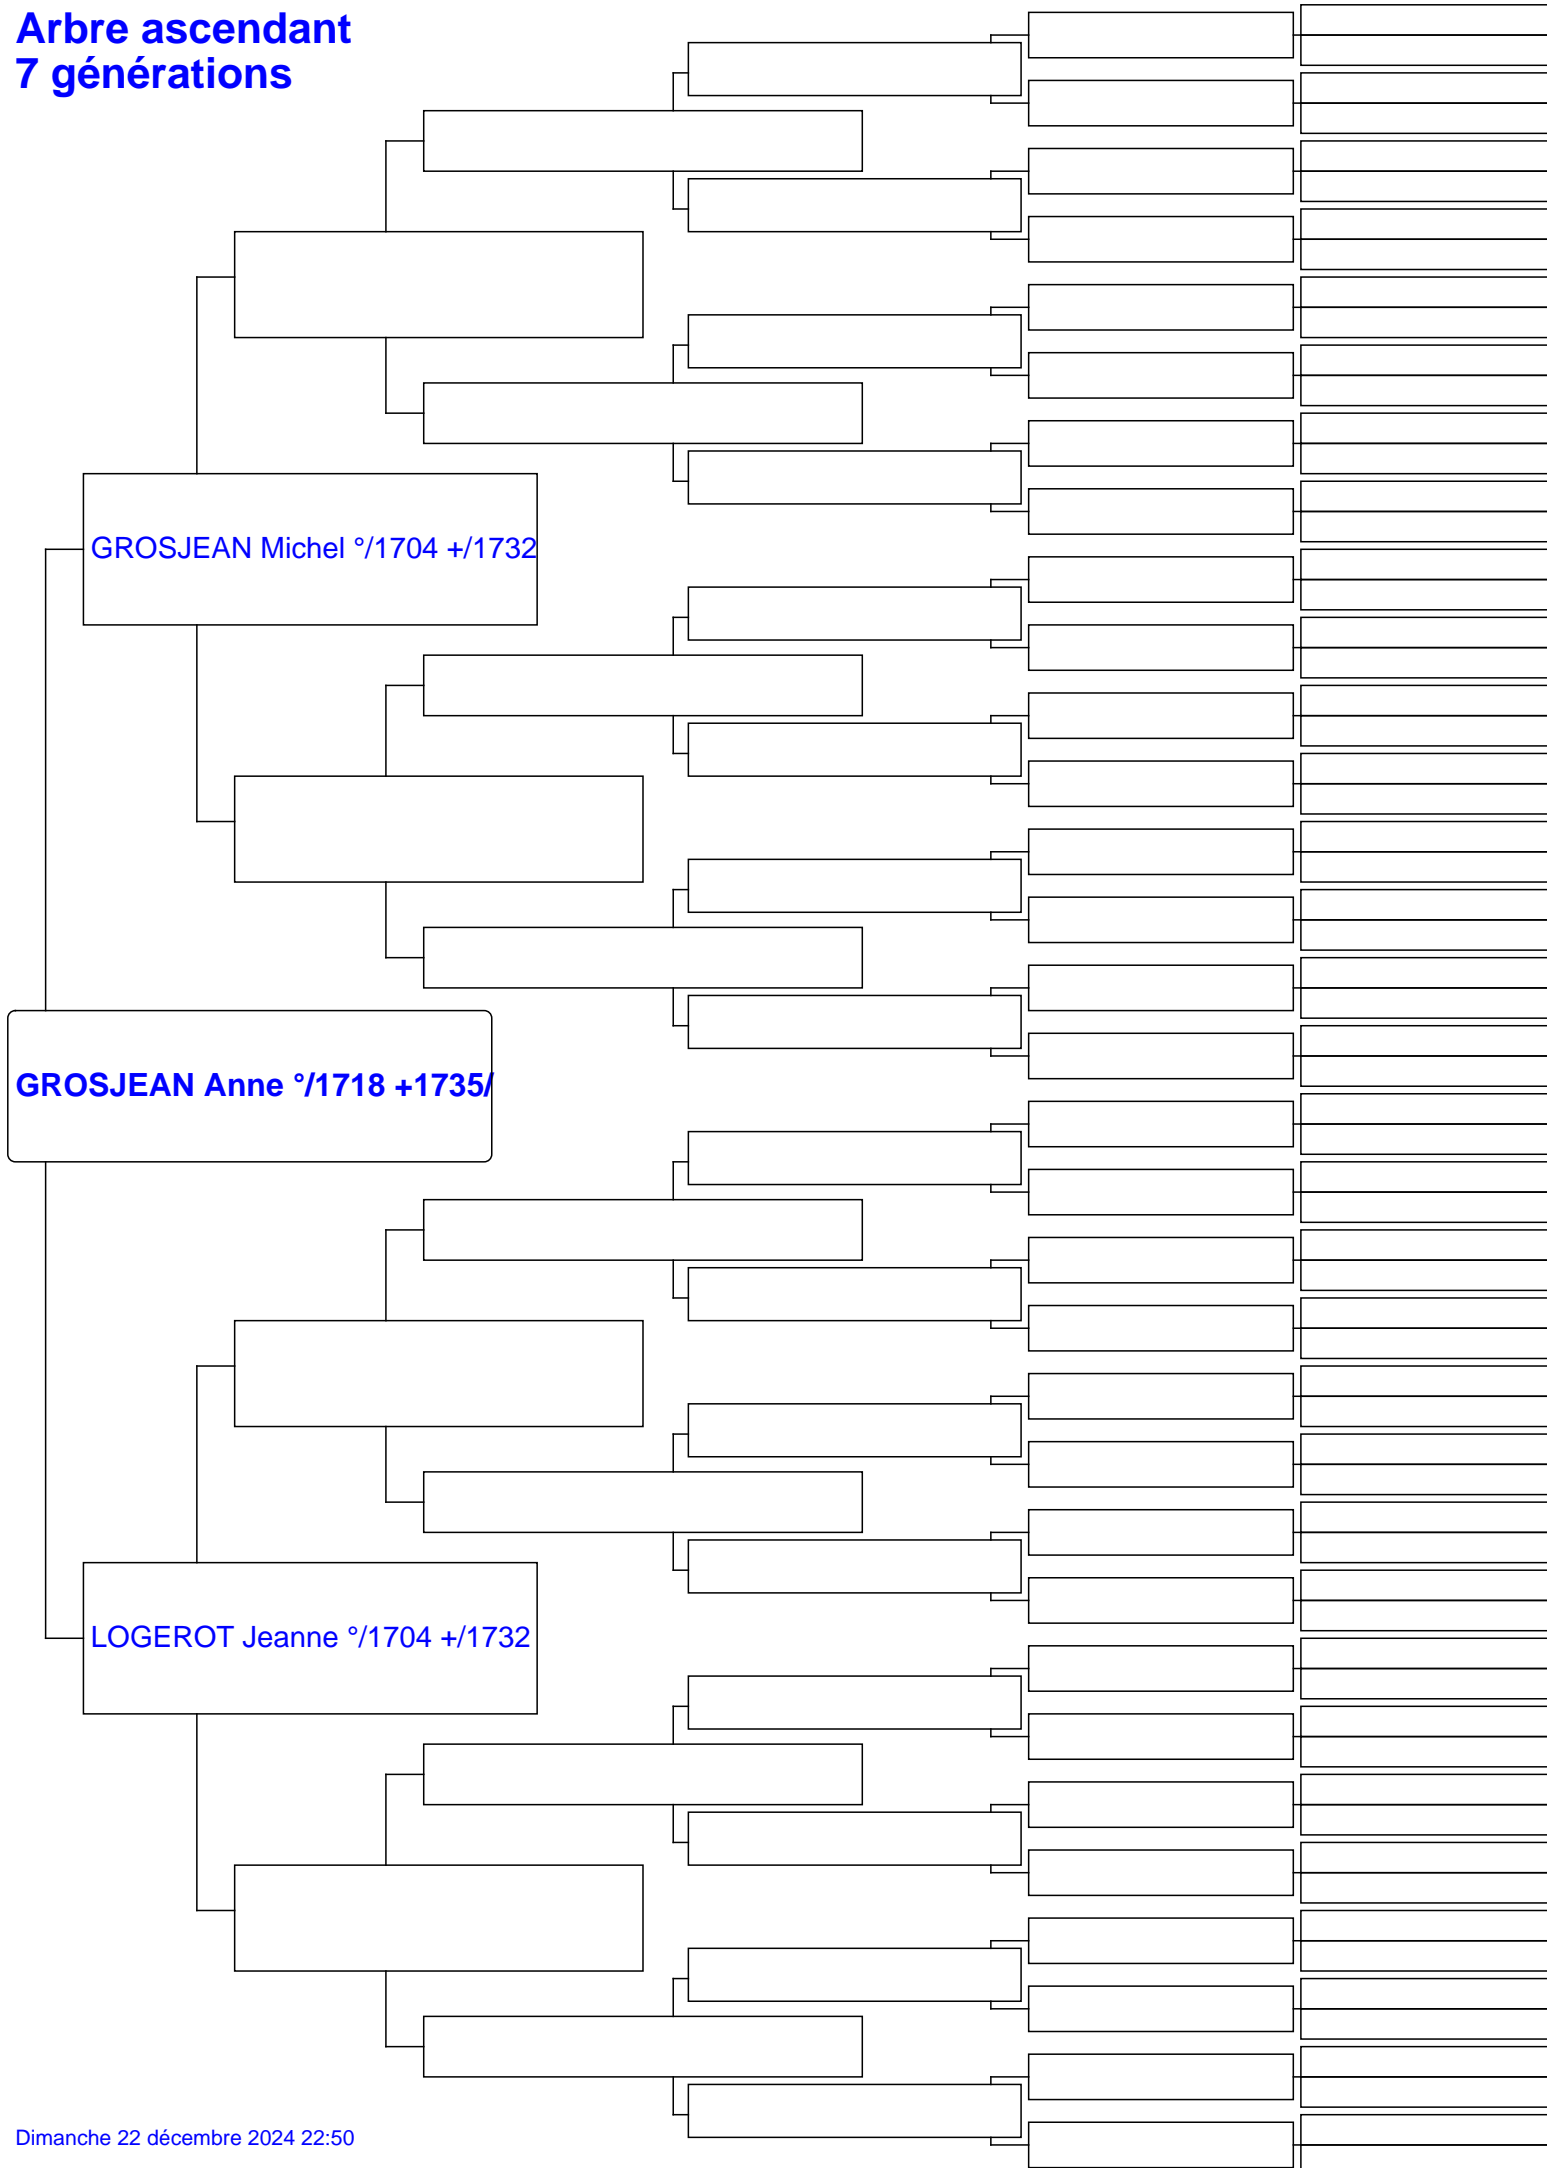 Arbre ascendant
7 générations
GROSJEAN Michel °/1704 +/1732
GROSJEAN Anne °/1718 +1735/
LOGEROT Jeanne °/1704 +/1732
Dimanche 22 décembre 2024 22:50